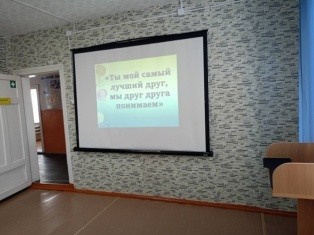 «Ты мой самый
лучший друг,
мы друг друга
понимаем»